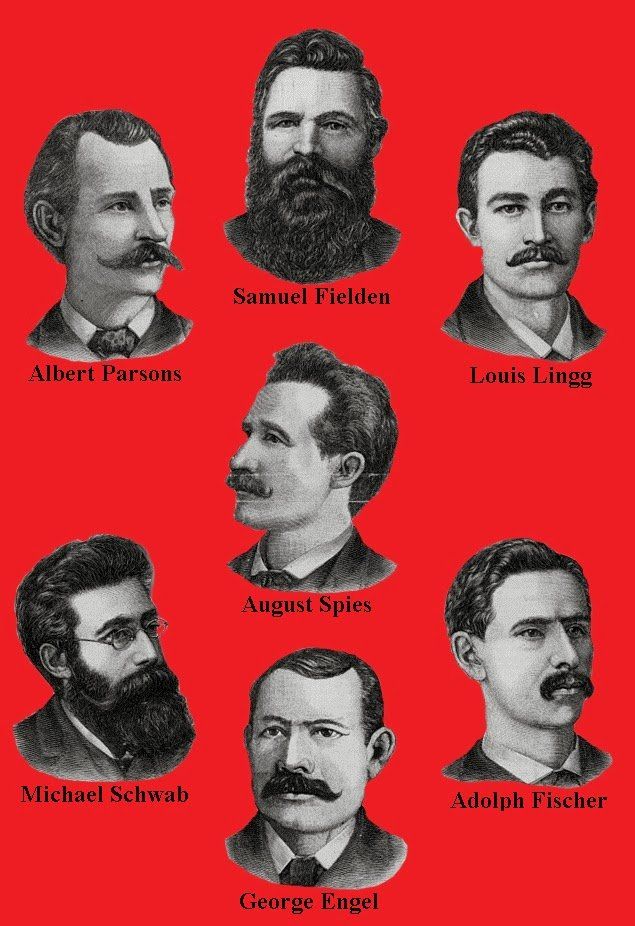 Samuel Fielden
Albert Parsons
Louis Lingg
August Spies
Michael Schwab
Adolph Fischer
George Engel